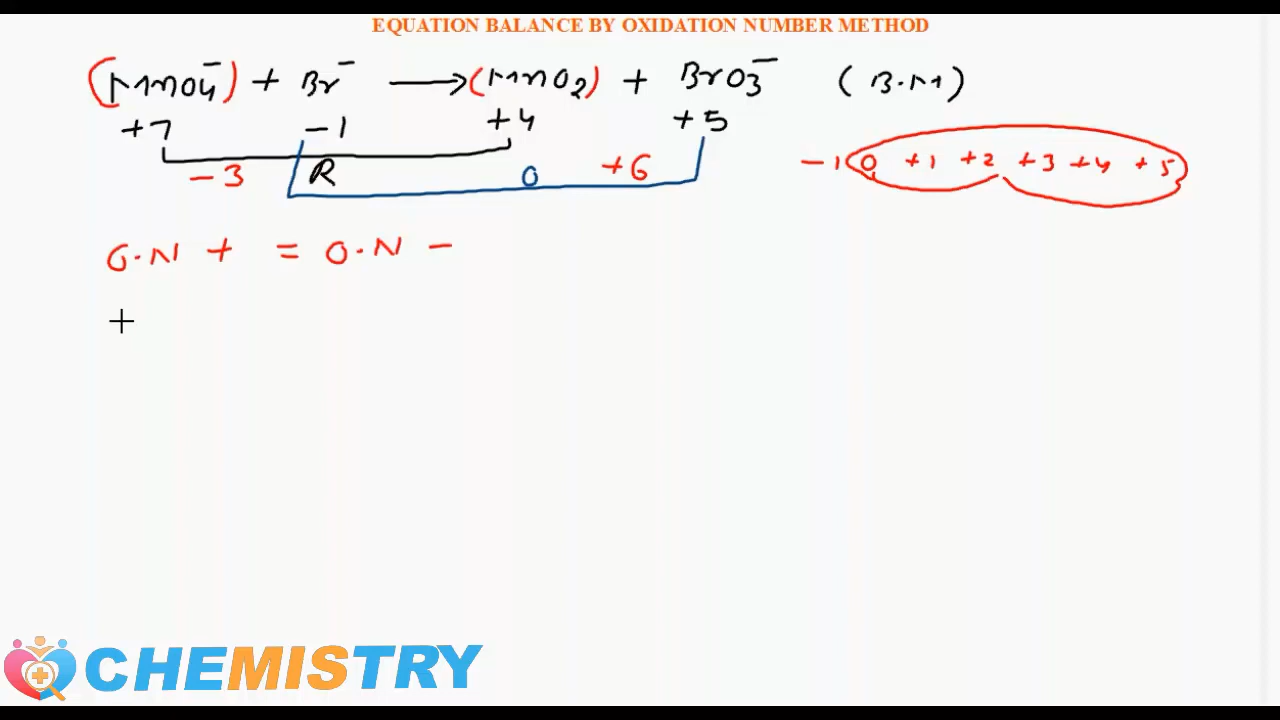 EQUATION BALANCE BY OXIDATION NUMBER METHOD
(MnO4⁻) + Br⁻ ⟶ (MnO2) + BrO3⁻ (B.M)
+7 -1 +4 +5
-3 R O +6 -1 0 +1 +2 +3 +4 +5
O.N + = O.N -
+
CHEMISTRY